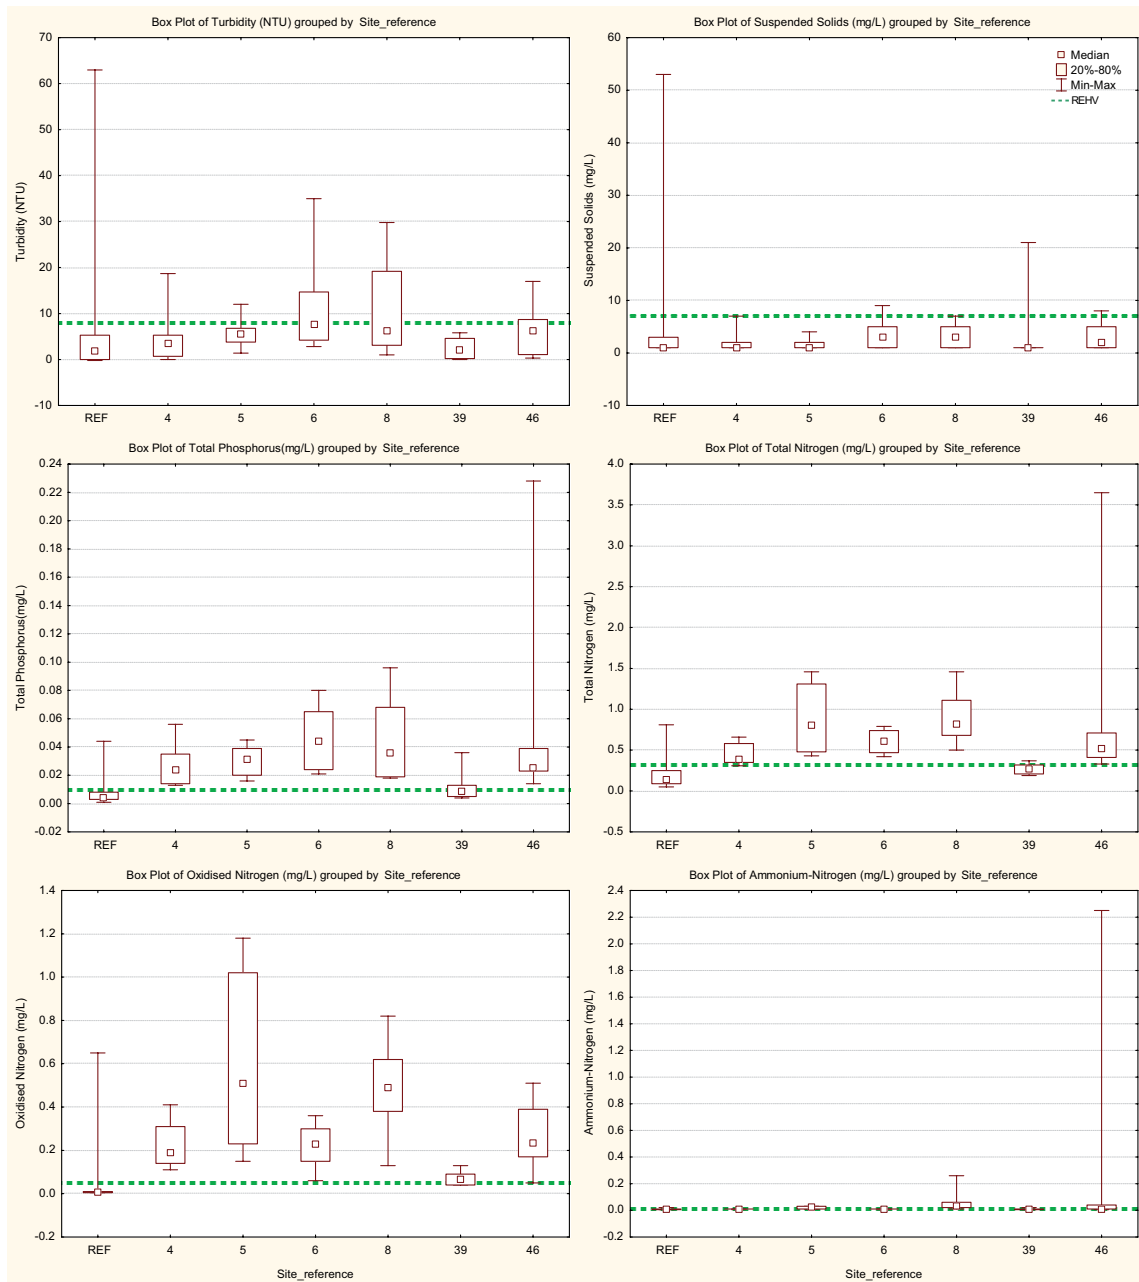 Box Plot of Turbidity (NTU) grouped by Site_reference
70
60
50
40
30
20
10
0
-10
Turbidity (NTU)
REF 4 5 6 8 39 46
Box Plot of Suspended Solids (mg/L) grouped by Site_reference
60
50
40
30
20
10
0
-10
Suspended Solids (mg/L)
Median
20%-80%
Min-Max
REHV
REF 4 5 6 8 39 46
Box Plot of Total Phosphorus(mg/L) grouped by Site_reference
0.24
0.22
0.20
0.18
0.16
0.14
0.12
0.10
0.08
0.06
0.04
0.02
0.00
-0.02
Total Phosphorus(mg/L)
REF 4 5 6 8 39 46
Box Plot of Total Nitrogen (mg/L) grouped by Site_reference
4.0
3.5
3.0
2.5
2.0
1.5
1.0
0.5
0.0
-0.5
Total Nitrogen (mg/L)
REF 4 5 6 8 39 46
Box Plot of Oxidised Nitrogen (mg/L) grouped by Site_reference
1.4
1.2
1.0
0.8
0.6
0.4
0.2
0.0
-0.2
Oxidised Nitrogen (mg/L)
REF 4 5 6 8 39 46
Site_reference
Box Plot of Ammonium-Nitrogen (mg/L) grouped by Site_reference
2.4
2.2
2.0
1.8
1.6
1.4
1.2
1.0
0.8
0.6
0.4
0.2
0.0
-0.2
Ammonium-Nitrogen (mg/L)
REF 4 5 6 8 39 46
Site_reference